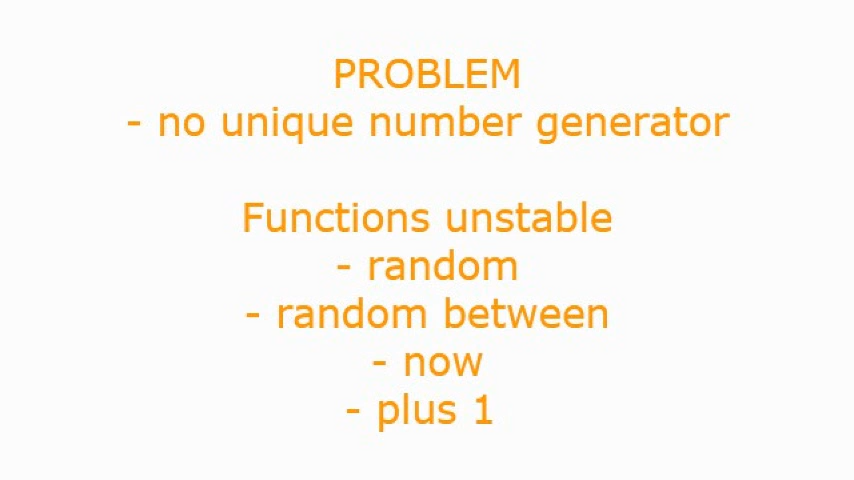 PROBLEM
- no unique number generator
Functions unstable
- random
- random between
- now
- plus 1